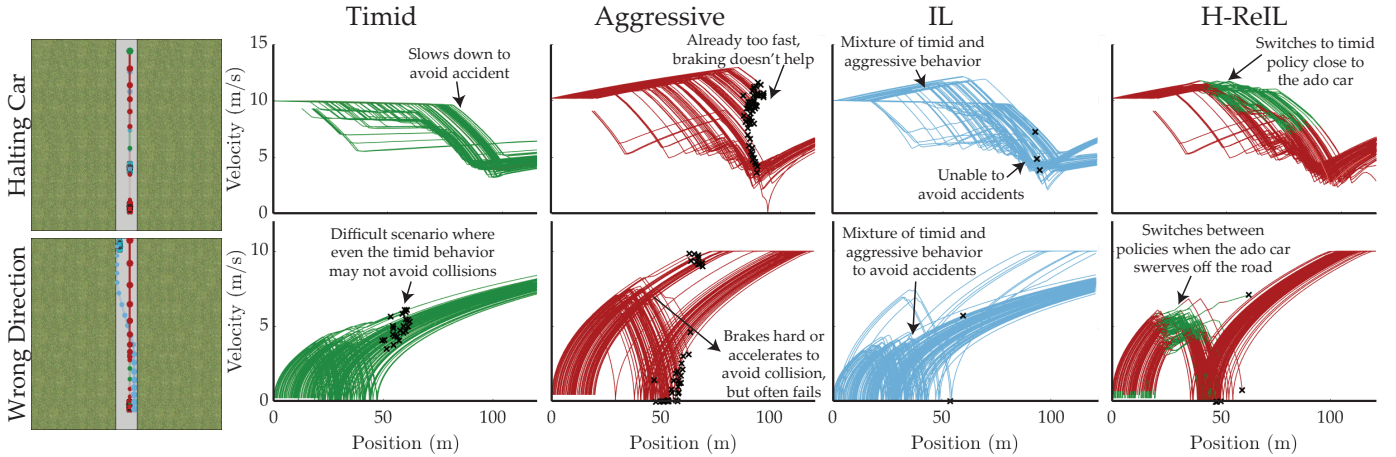 Timid
Aggressive
IL
H-ReIL
Halting Car
Velocity (m/s)
15
10
5
0
Slows down to
avoid accident
Already too fast,
braking doesn't help
Mixture of timid and
aggressive behavior
Unable to
avoid accidents
Switches to timid
policy close to
the ado car
Wrong Direction
Velocity (m/s)
10
5
0
Difficult scenario where
even the timid behavior
may not avoid collisions
Brakes hard or
accelerates to
avoid collision,
but often fails
Mixture of timid and
aggressive behavior
to avoid accidents
Switches between
policies when the ado car
swerves off the road
0 50 100
0 50 100
0 50 100
0 50 100
Position (m)
Position (m)
Position (m)
Position (m)